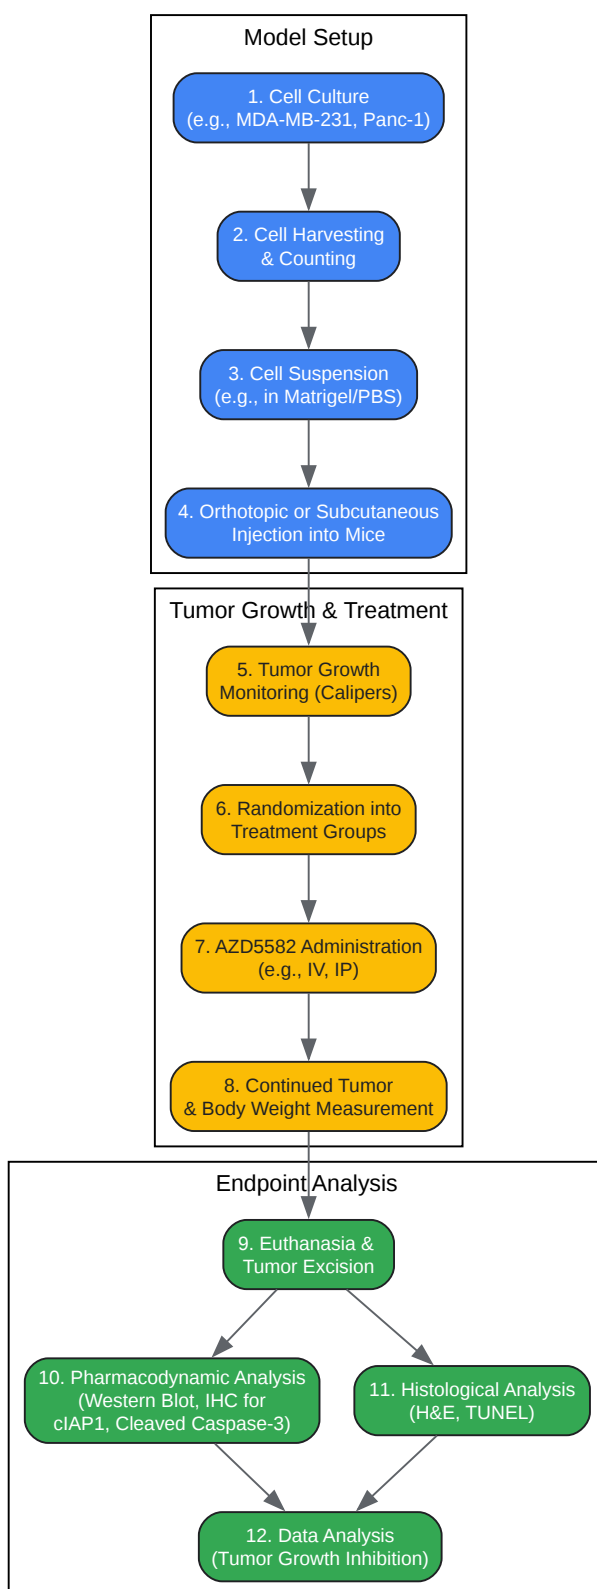 Model Setup
1. Cell Culture
(e.g., MDA-MB-231, Panc-1)
2. Cell Harvesting
& Counting
3. Cell Suspension
(e.g., in Matrigel/PBS)
4. Orthotopic or Subcutaneous
Injection into Mice
Tumor Growth & Treatment
5. Tumor Growth
Monitoring (Calipers)
6. Randomization into
Treatment Groups
7. AZD5582 Administration
(e.g., IV, IP)
8. Continued Tumor
& Body Weight Measurement
Endpoint Analysis
9. Euthanasia &
Tumor Excision
10. Pharmacodynamic Analysis
(Western Blot, IHC for
cIAP1, Cleaved Caspase-3)
11. Histological Analysis
(H&E, TUNEL)
12. Data Analysis
(Tumor Growth Inhibition)